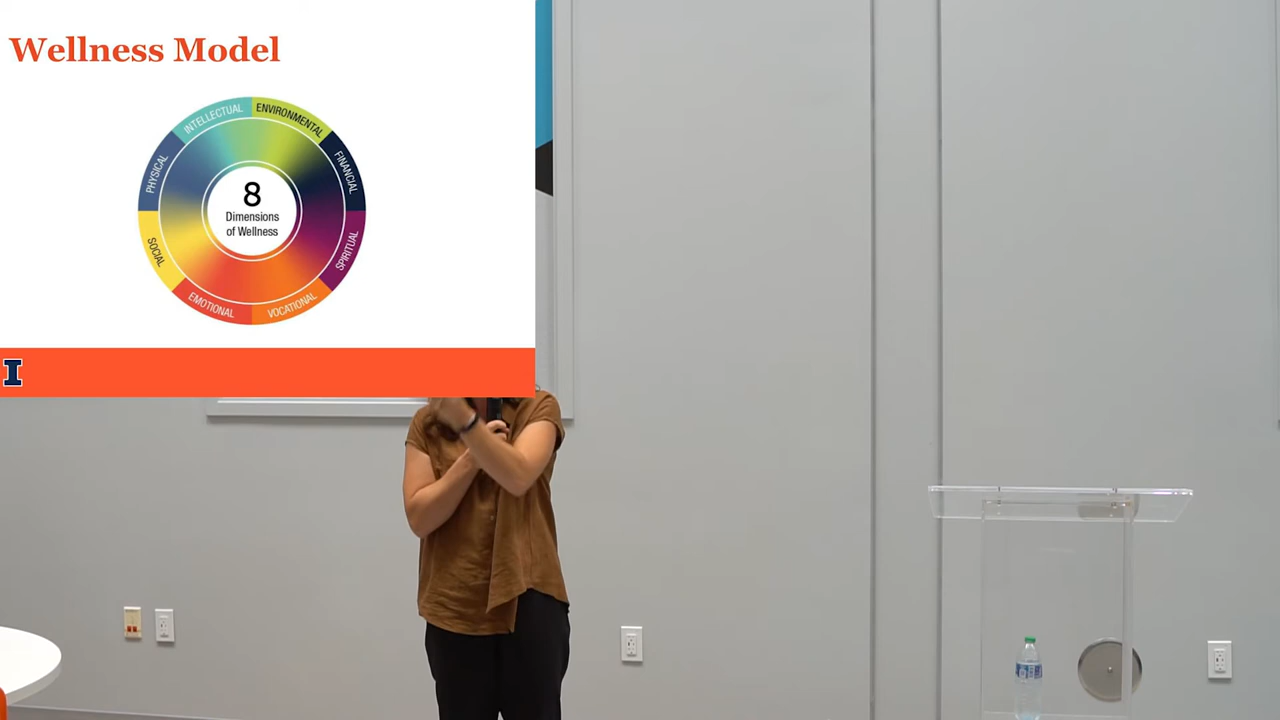 Wellness Model
INTELLECTUAL
ENVIRONMENTAL
FINANCIAL
SPIRITUAL
VOCATIONAL
EMOTIONAL
SOCIAL
PHYSICAL
8
Dimensions
of Wellness
I